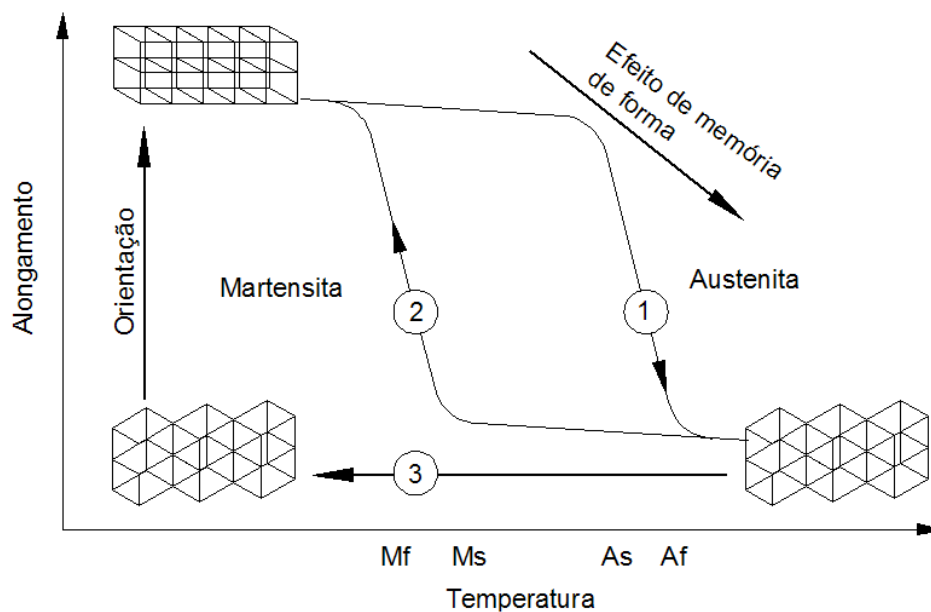 Efeito de memória
de forma
Alongamento
Orientação
Martensita
Austenita
2
1
3
Mf
Ms
As
Af
Temperatura